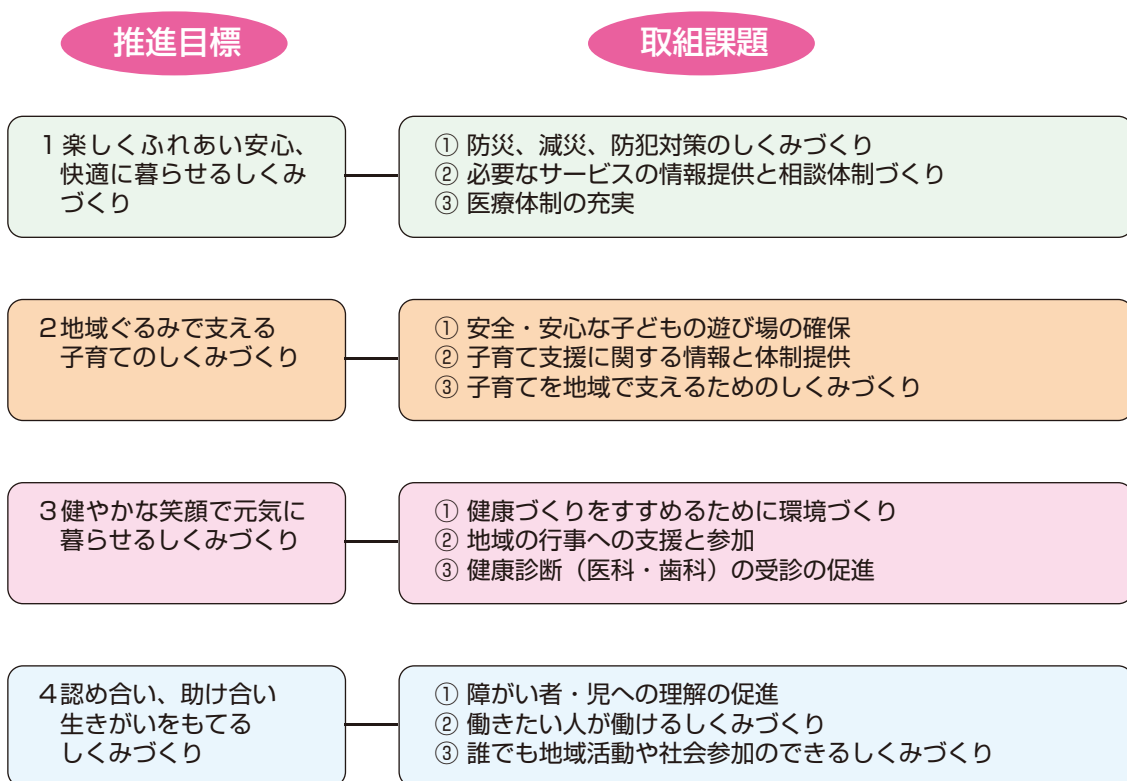 推進目標
取組課題
1 楽しくふれあい安心、
快適に暮らせるしくみ
づくり
① 防災、減災、防犯対策のしくみづくり
② 必要なサービスの情報提供と相談体制づくり
③ 医療体制の充実
2 地域ぐるみで支える
子育てのしくみづくり
① 安全・安心な子どもの遊び場の確保
② 子育て支援に関する情報と体制提供
③ 子育てを地域で支えるためのしくみづくり
3 健やかな笑顔で元気に
暮らせるしくみづくり
① 健康づくりをすすめるために環境づくり
② 地域の行事への支援と参加
③ 健康診断（医科・歯科）の受診の促進
4 認め合い、助け合い
生きがいをもてる
しくみづくり
① 障がい者・児への理解の促進
② 働きたい人が働けるしくみづくり
③ 誰でも地域活動や社会参加のできるしくみづくり